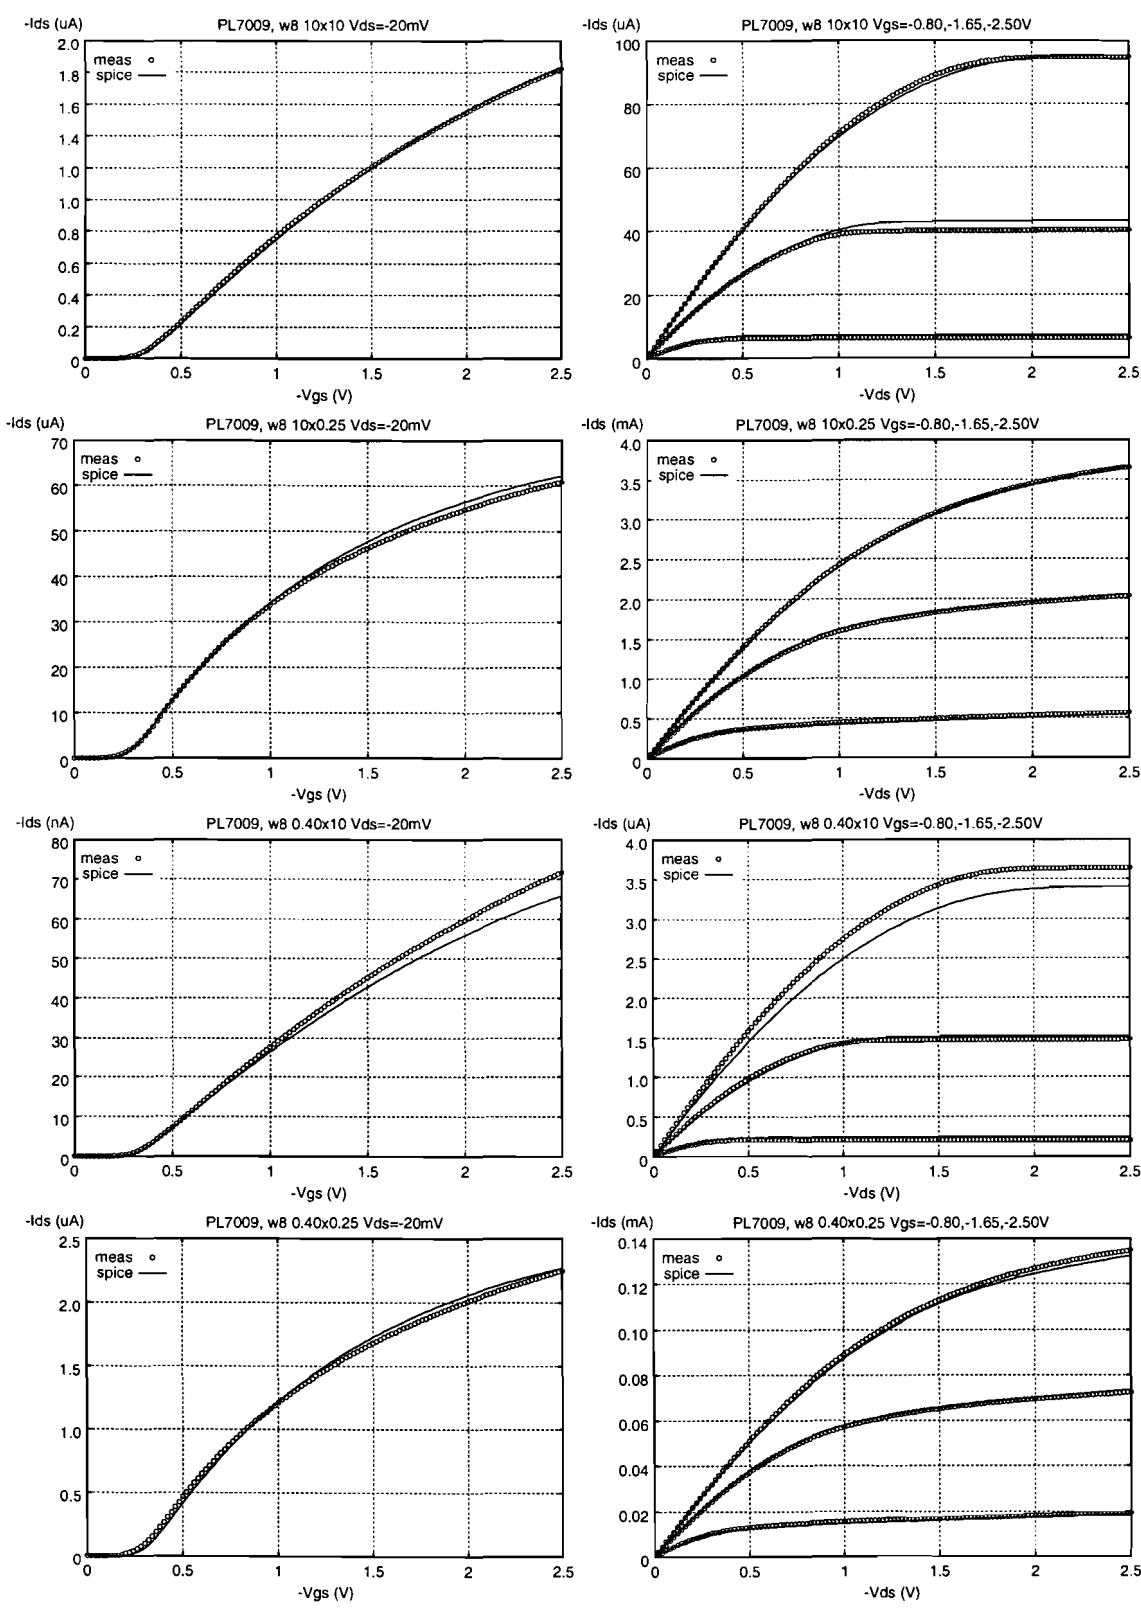 -Ids (uA) PL7009, w8 10x10 Vds=-20mV
meas
spice
2.0
1.8
1.6
1.4
1.0
1.0
0.8
0.6
0.4
0.2
0
0 0.5 1 1.5 2 2.5
-Vgs (V)
-Ids (uA) PL7009, w8 10x10 Vgs=-0.80,-1.65,-2.50V
meas
spice
100
80
60
40
20
0
0 0.5 1 1.5 2 2.5
-Vds (V)
-Ids (uA) PL7009, w8 10x0.25 Vds=-20mV
meas
spice
70
60
50
40
30
20
10
0
0 0.5 1 1.5 2 2.5
-Vgs (V)
-Ids (mA) PL7009, w8 10x0.25 Vgs=-0.80,-1.65,-2.50V
meas
spice
4.0
3.5
3.0
2.5
2.0
1.5
1.0
0.5
0
0 0.5 1 1.5 2 2.5
-Vds (V)
-Ids (nA) PL7009, w8 0.40x10 Vds=-20mV
meas
spice
80
70
60
50
40
30
20
10
0
0 0.5 1 1.5 2 2.5
-Vgs (V)
-Ids (uA) PL7009, w8 0.40x10 Vgs=-0.80,-1.65,-2.50V
meas
spice
4.0
3.5
3.0
2.5
2.0
1.5
1.0
0.5
0
0 0.5 1 1.5 2 2.5
-Vds (V)
-Ids (uA) PL7009, w8 0.40x0.25 Vds=-20mV
meas
spice
2.5
2.0
1.5
1.0
0.5
0
0 0.5 1 1.5 2 2.5
-Vgs (V)
-Ids (mA) PL7009, w8 0.40x0.25 Vgs=-0.80,-1.65,-2.50V
meas
spice
0.14
0.12
0.10
0.08
0.06
0.04
0.02
0
0 0.5 1 1.5 2 2.5
-Vds (V)